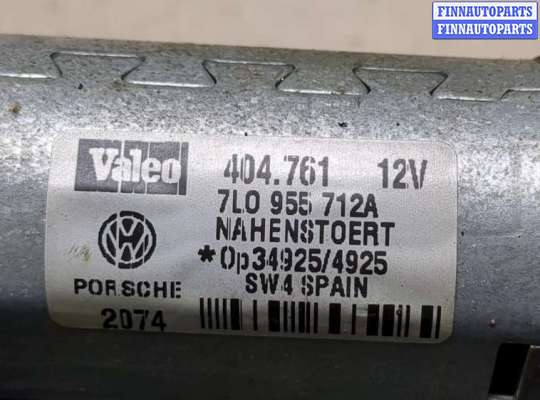 FINNAUTOPARTS
FINNAUTOPARTS
Valeo 404.761 12V
7L0 955 712A
NAHENSTOERT
*Op34925/4925
PORSCHE SW4 SPAIN
2074